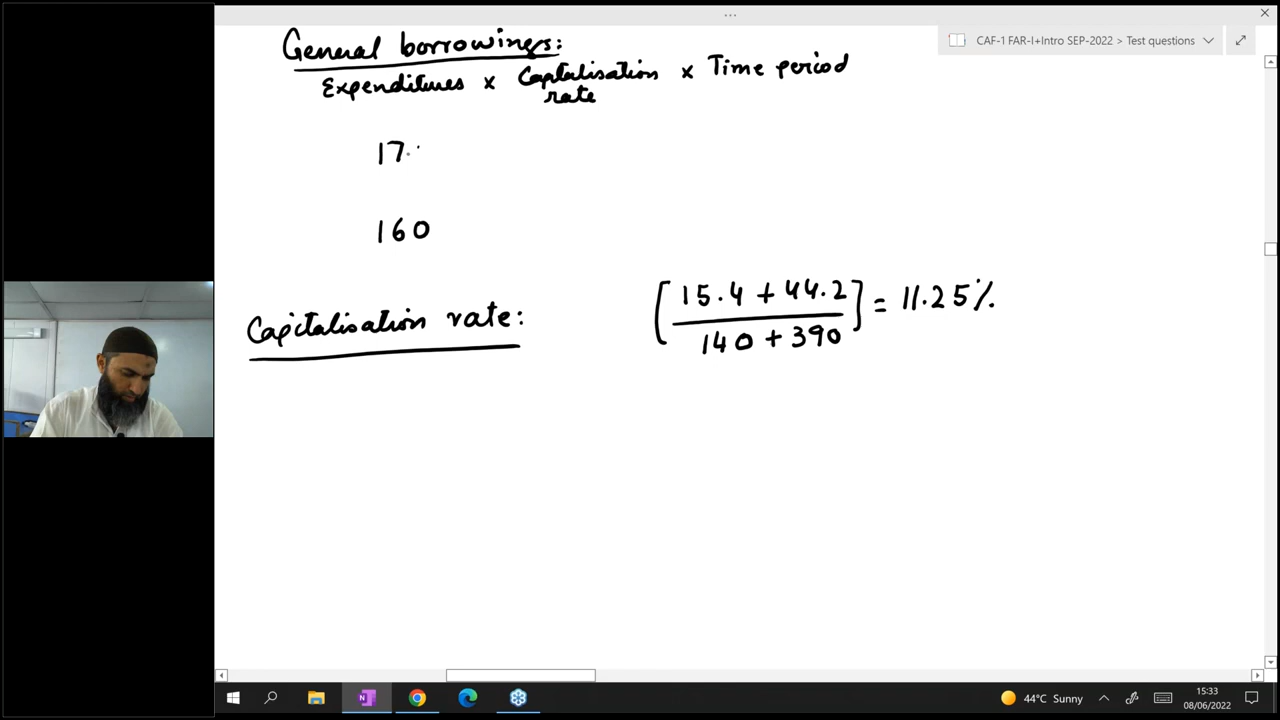 CAF-1 FAR-I+Intro SEP-2022 > Test questions
General borrowings:
Expenditures x Captalisation rate x Time period
17
160
Capitalisation rate:
[15.4 + 44.2 / 140 + 390] = 11.25%
44°C Sunny
15:33
08/06/2022